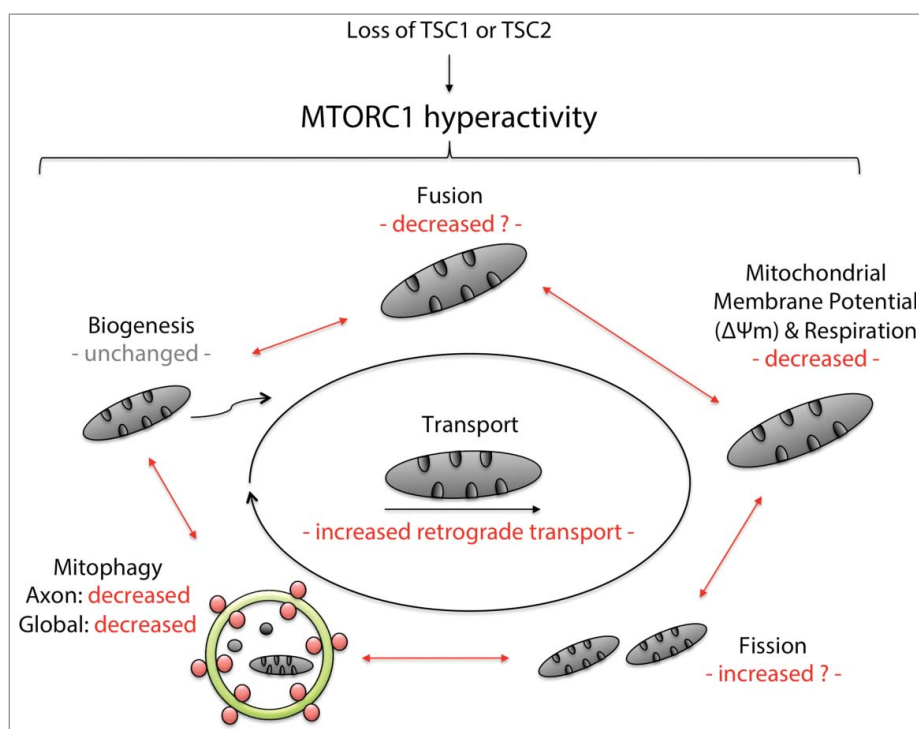 Loss of TSC1 or TSC2
MTORC1 hyperactivity
Fusion
- decreased ? -
Mitochondrial
Membrane Potential
(ΔΨm) & Respiration
- decreased -
Biogenesis
- unchanged -
Transport
- increased retrograde transport -
Mitophagy
Axon: decreased
Global: decreased
Fission
- increased ? -